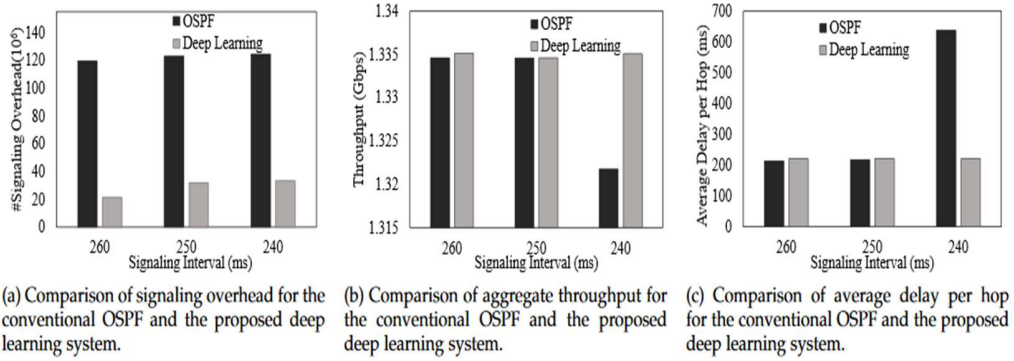 #Signaling Overhead(10⁶)
140
120
100
80
60
40
20
0
OSPF
Deep Learning
260
250
240
Signaling Interval (ms)
Throughput (Gbps)
1.34
1.335
1.33
1.325
1.32
1.315
OSPF
Deep Learning
260
250
240
Signaling Interval (ms)
Average Delay per Hop (ms)
700
600
500
400
300
200
100
0
OSPF
Deep Learning
260
250
240
Signaling Interval (ms)
(a) Comparison of signaling overhead for the
conventional OSPF and the proposed deep
learning system.
(b) Comparison of aggregate throughput for
the conventional OSPF and the proposed
deep learning system.
(c) Comparison of average delay per hop
for the conventional OSPF and the proposed
deep learning system.